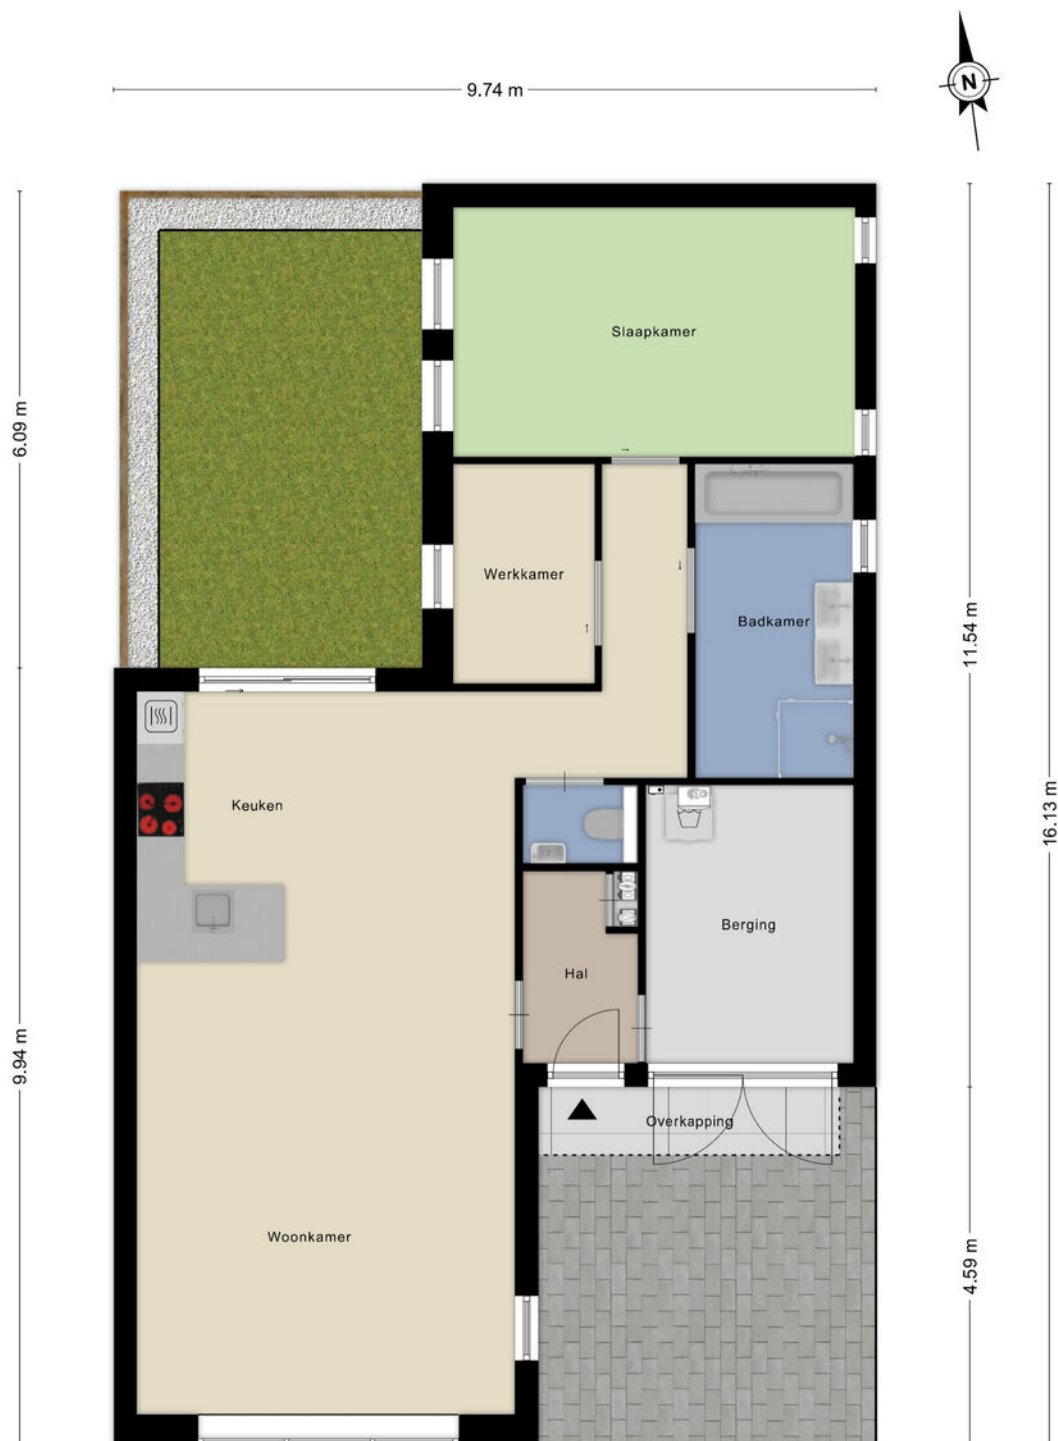 9.74 m
N
6.09 m
Slaapkamer
Werkkamer
Badkamer
11.54 m
16.13 m
Keuken
Berging
Hal
9.94 m
Overkapping
Woonkamer
4.59 m